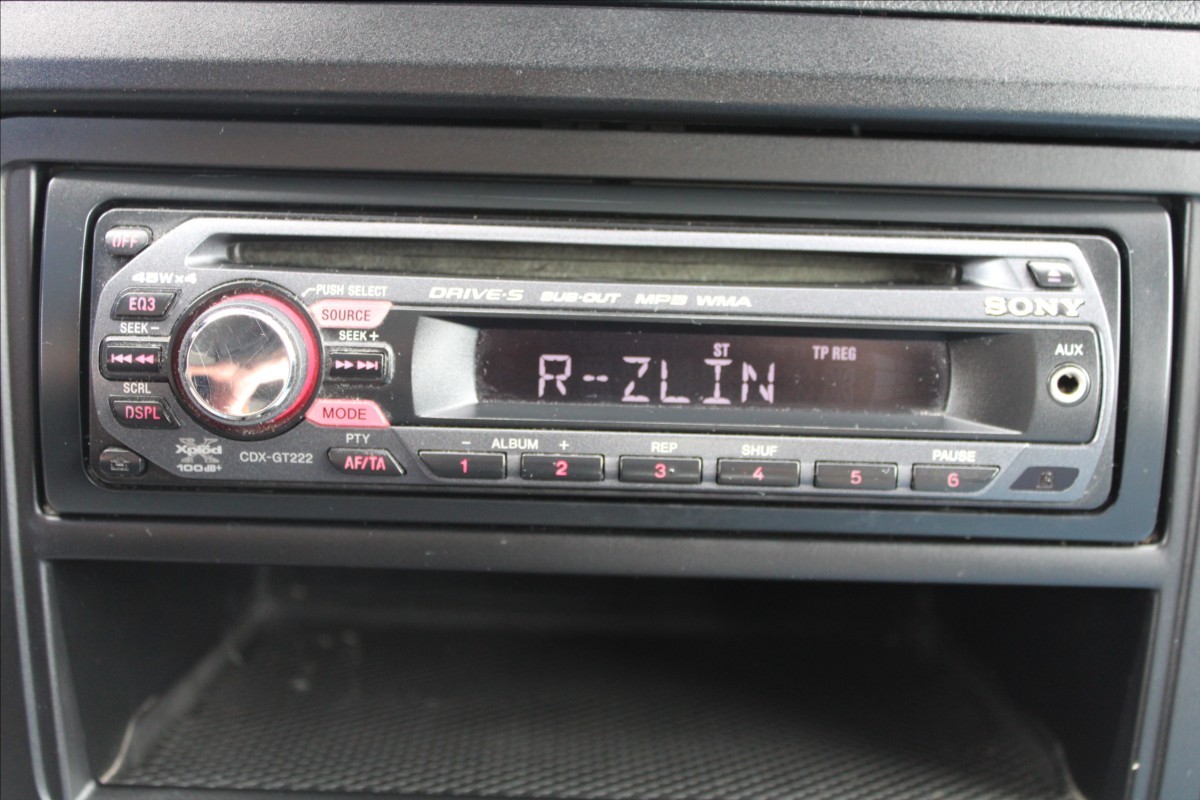 OFF
45W×4
EQ3
SEEK −
SCRL
DSPL
Xplod
100dB+
CDX-GT222
PUSH SELECT
SOURCE
SEEK +
MODE
PTY
AF/TA
DRIVE-S SUB-OUT MP3 WMA
SONY
ST TP REG
R-ZLIN
AUX
− ALBUM + REP SHUF PAUSE
1 2 3 4 5 6